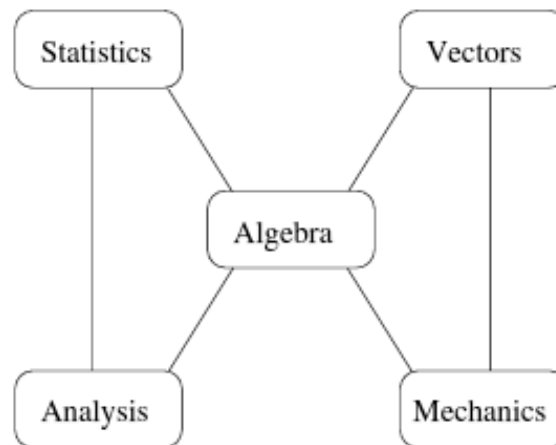 Statistics
Vectors
Algebra
Analysis
Mechanics